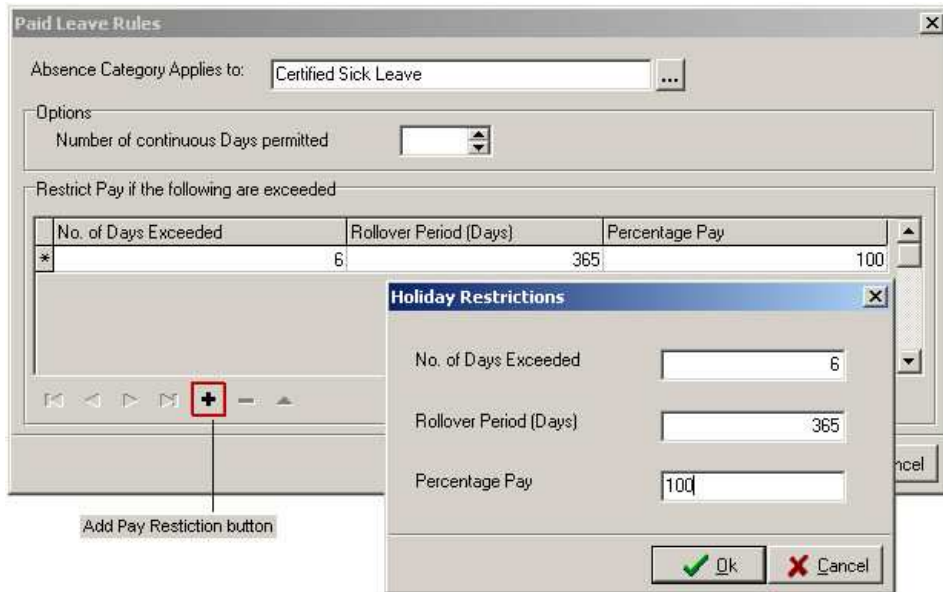 Paid Leave Rules
Absence Category Applies to: Certified Sick Leave ...
Options
Number of continuous Days permitted
Restrict Pay if the following are exceeded
No. of Days Exceeded Rollover Period (Days) Percentage Pay
* 6 365 100
Holiday Restrictions
No. of Days Exceeded 6
Rollover Period (Days) 365
Percentage Pay 100
Ok Cancel
ncel
Add Pay Restiction button